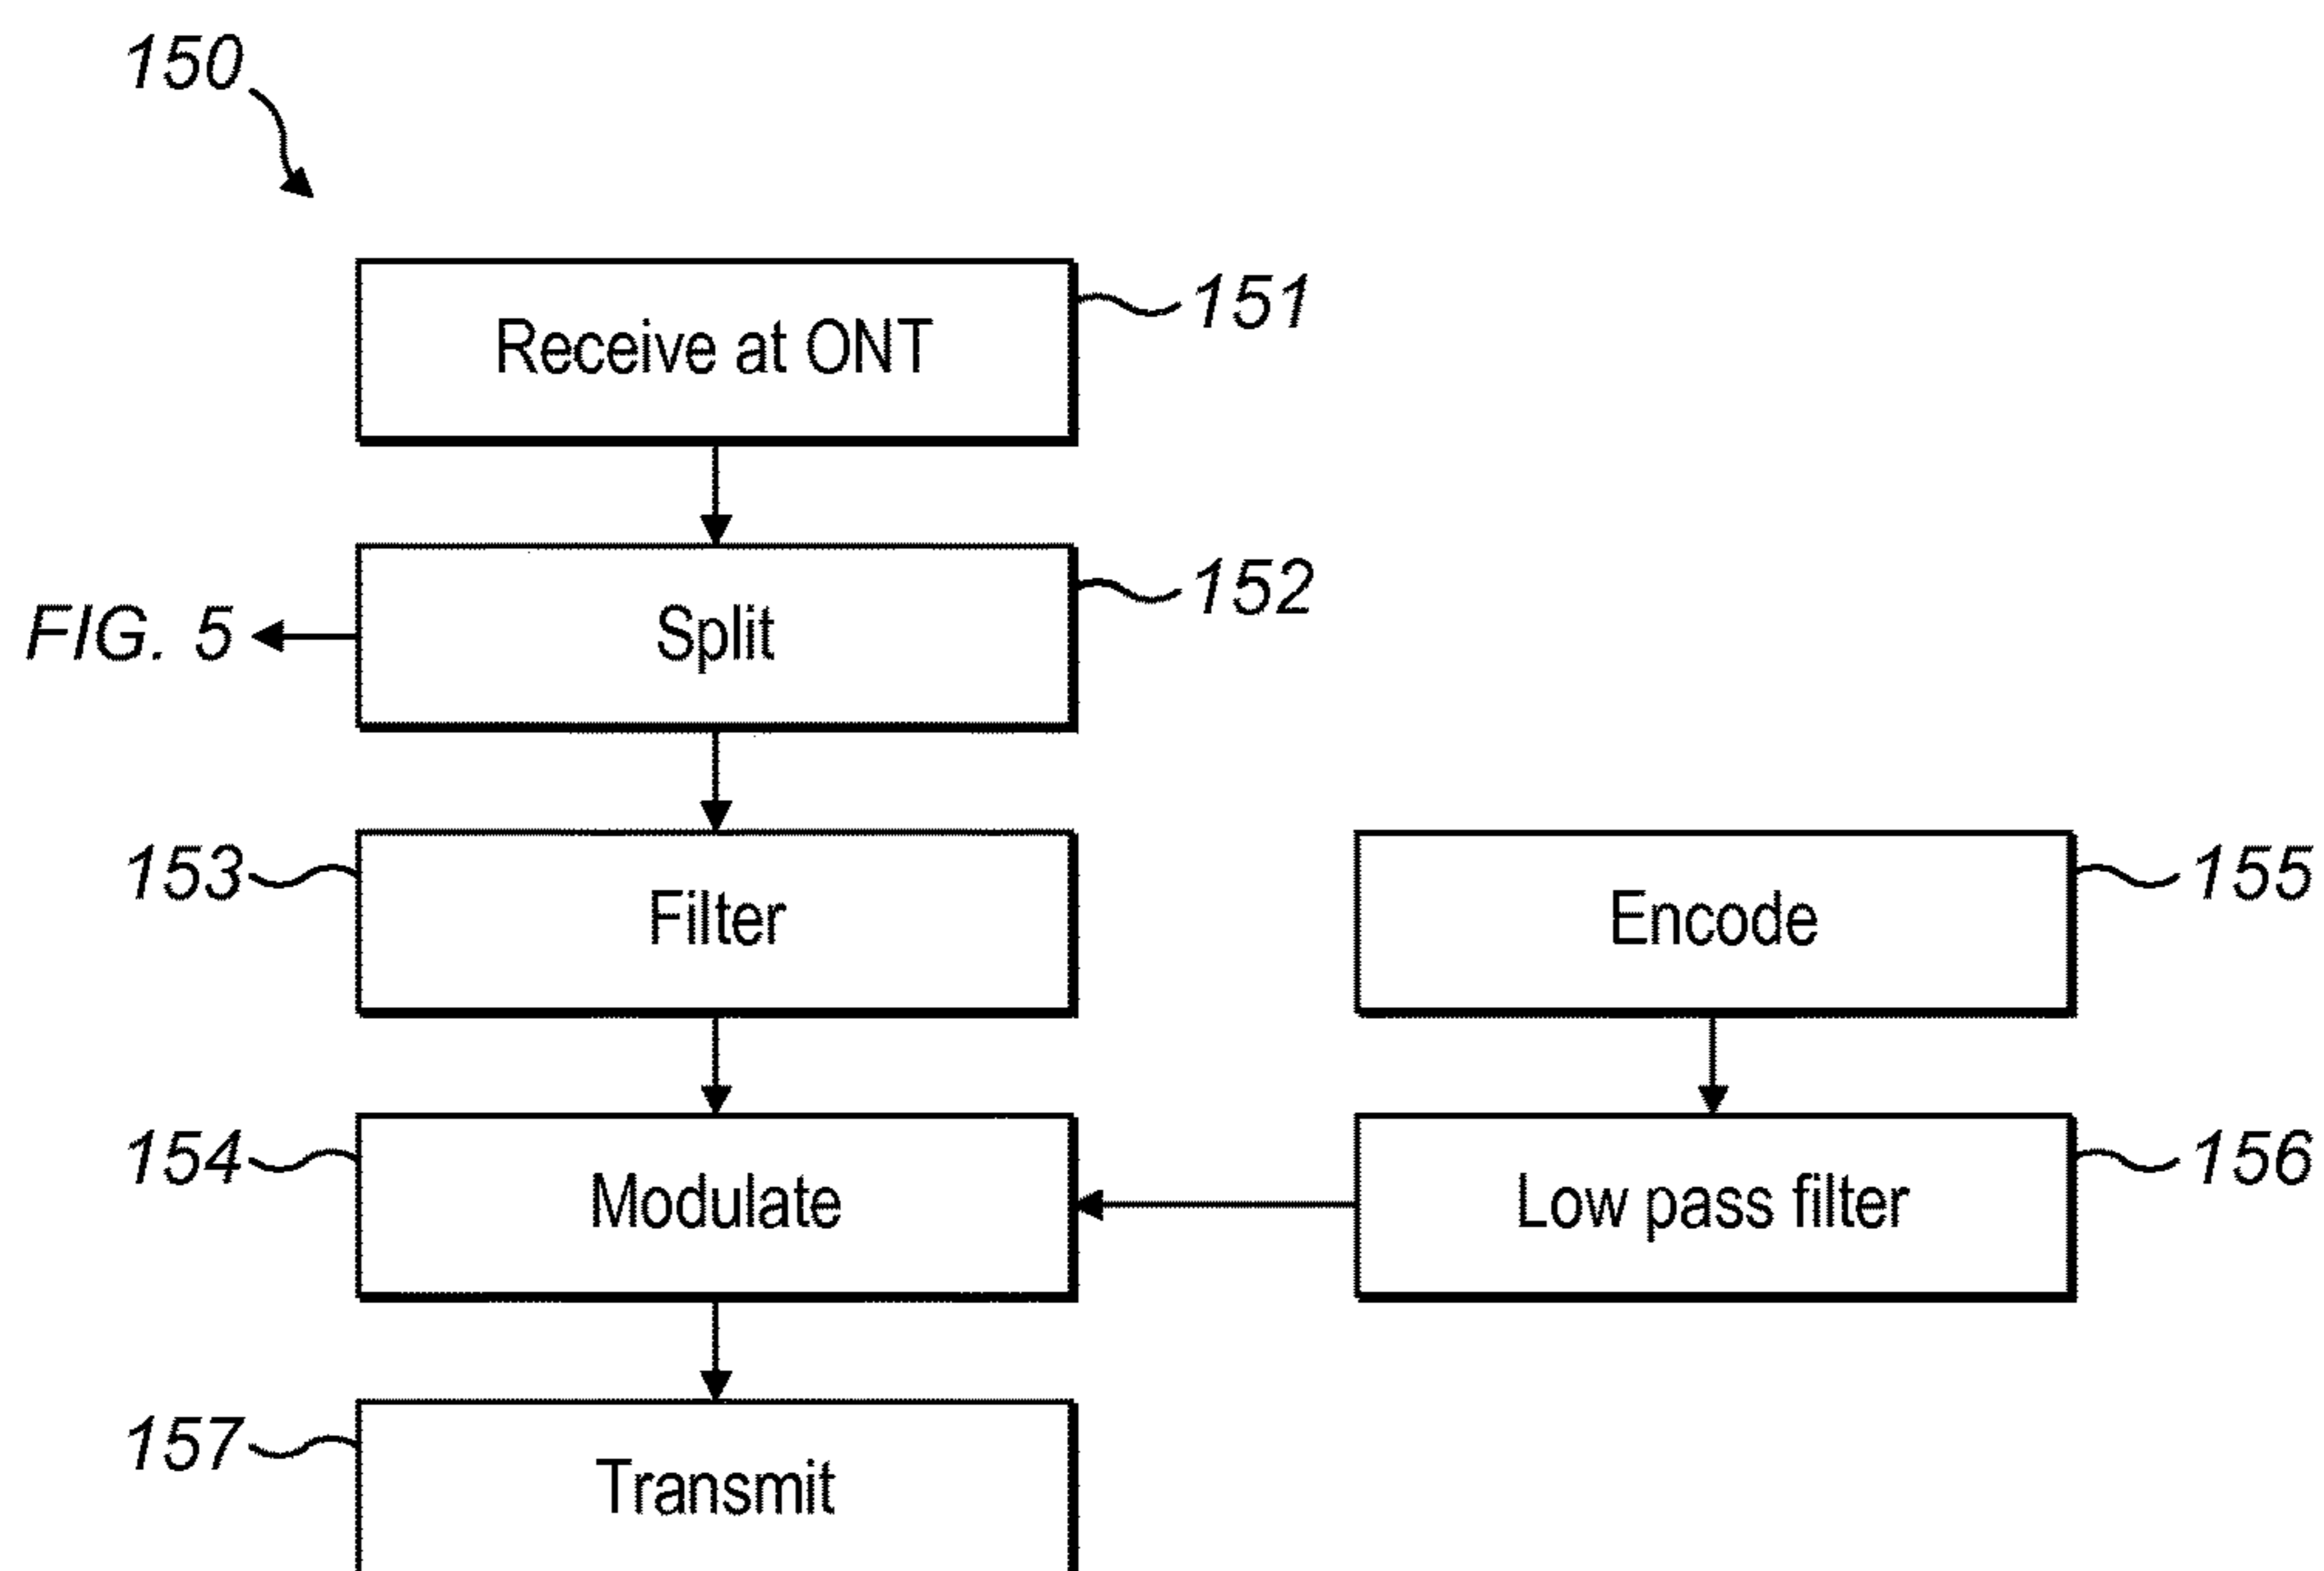 150
Receive at ONT
151
FIG. 5
Split
152
153
Filter
Encode
155
154
Modulate
Low pass filter
156
157
Transmit